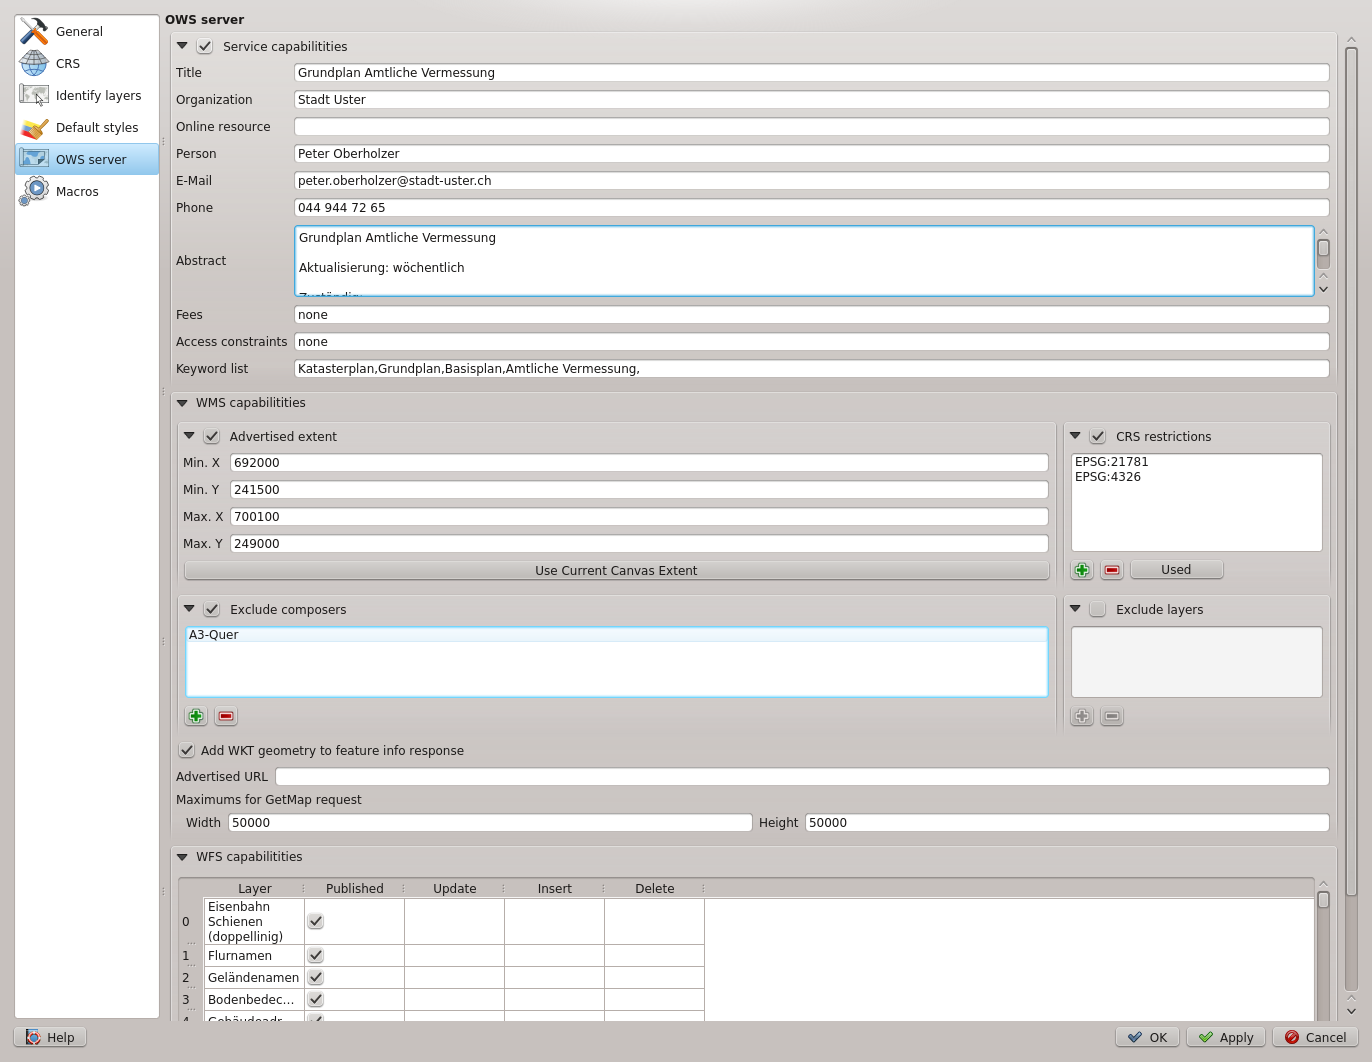 General
CRS
Identify layers
Default styles
OWS server
Macros
OWS server
Service capabilitities
Title Grundplan Amtliche Vermessung
Organization Stadt Uster
Online resource
Person Peter Oberholzer
E-Mail peter.oberholzer@stadt-uster.ch
Phone 044 944 72 65
Abstract
Grundplan Amtliche Vermessung
Aktualisierung: wöchentlich
Fees none
Access constraints none
Keyword list Katasterplan,Grundplan,Basisplan,Amtliche Vermessung,
WMS capabilitities
Advertised extent
Min. X 692000
Min. Y 241500
Max. X 700100
Max. Y 249000
Use Current Canvas Extent
CRS restrictions
EPSG:21781
EPSG:4326
Used
Exclude composers
A3-Quer
Exclude layers
Add WKT geometry to feature info response
Advertised URL
Maximums for GetMap request
Width 50000 Height 50000
WFS capabilitities
Layer Published Update Insert Delete
0 Eisenbahn
Schienen
(doppellinig)
1 Flurnamen
2 Geländenamen
3 Bodenbedec...
Help OK Apply Cancel